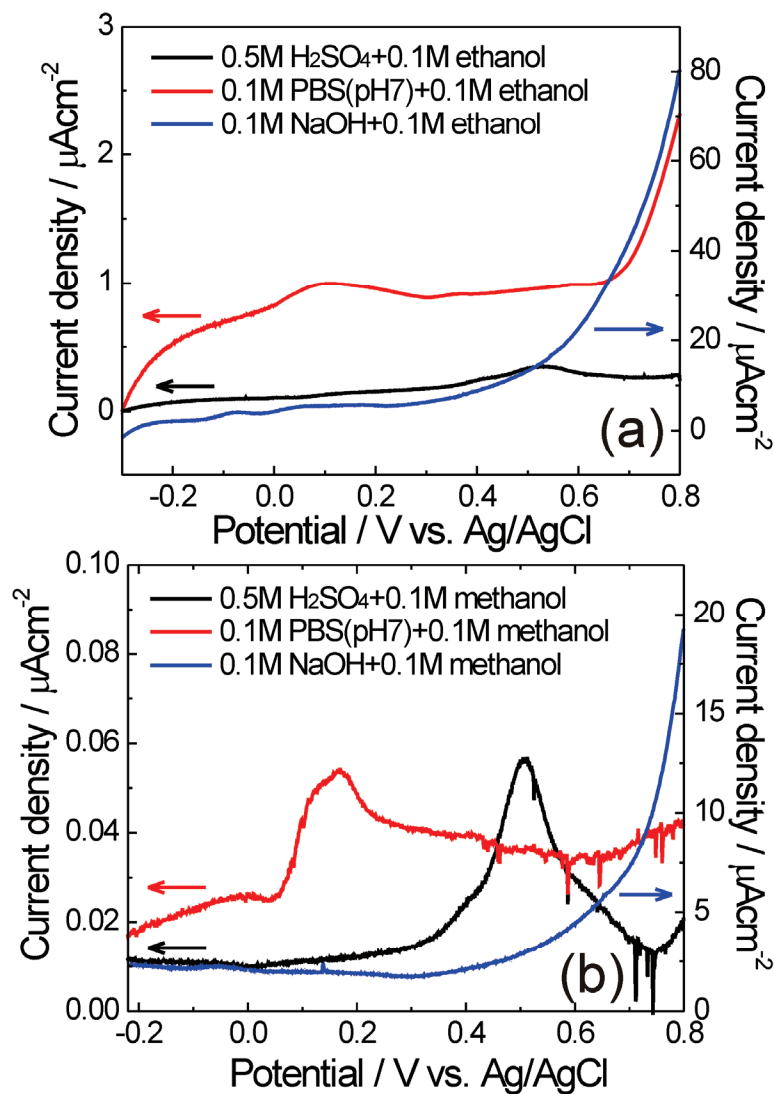 3
2
1
0
Current density / μAcm⁻²
0.5M H₂SO₄+0.1M ethanol
0.1M PBS(pH7)+0.1M ethanol
0.1M NaOH+0.1M ethanol
80
60
40
20
0
Current density / μAcm⁻²
(a)
-0.2 0.0 0.2 0.4 0.6 0.8
Potential / V vs. Ag/AgCl
0.10
0.08
0.06
0.04
0.02
0.00
Current density / μAcm⁻²
0.5M H₂SO₄+0.1M methanol
0.1M PBS(pH7)+0.1M methanol
0.1M NaOH+0.1M methanol
20
15
10
5
0
Current density / μAcm⁻²
(b)
-0.2 0.0 0.2 0.4 0.6 0.8
Potential / V vs. Ag/AgCl